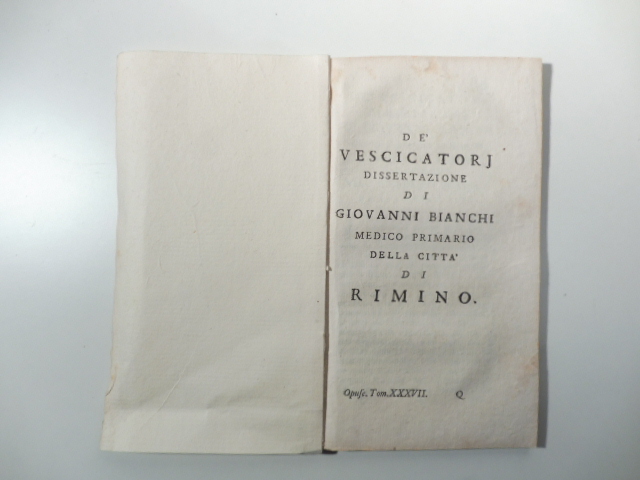 DE'
VESCICATORJ
DISSERTAZIONE
DI
GIOVANNI BIANCHI
MEDICO PRIMARIO
DELLA CITTA'
DI
RIMINO.
Opusc. Tom. XXXVII. Q